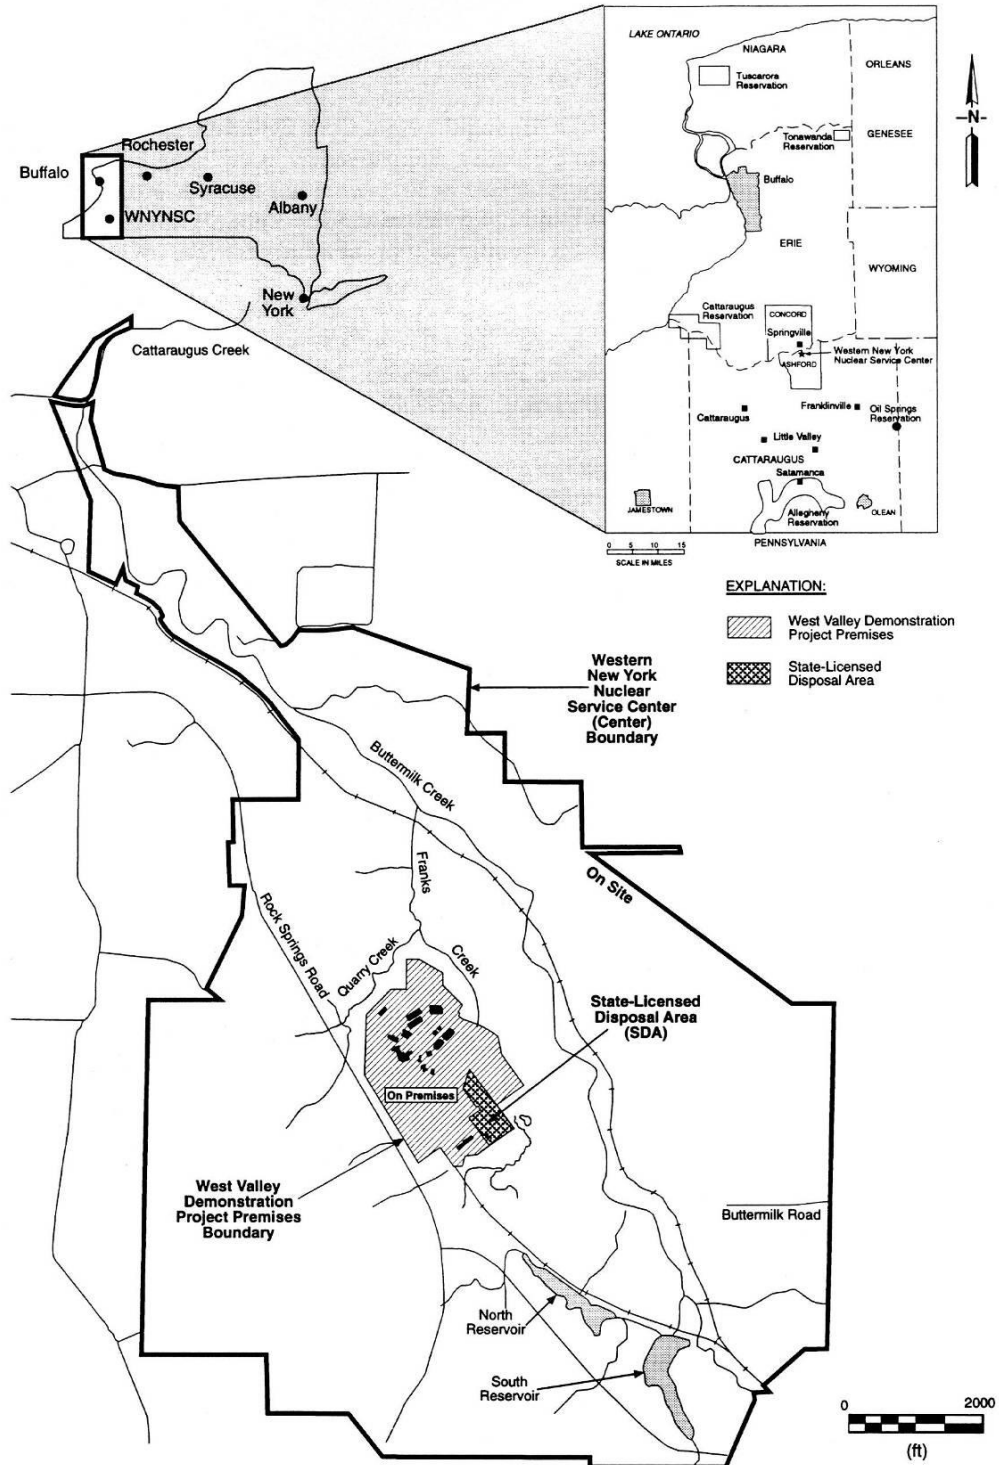 LAKE ONTARIO
NIAGARA
ORLEANS
Tuscarora
Reservation
N
Tonawanda
Reservation
GENESEE
Buffalo
ERIE
WYOMING
Cattaraugus
Reservation
CONCORD
Springville
ASHFORD
Western New York
Nuclear Service Center
Franklinville
Oil Springs
Reservation
Cattaraugus
Little Valley
CATTARAUGUS
Salamanca
JAMESTOWN
Allegheny
Reservation
OLEAN
PENNSYLVANIA
0 5 10 15
SCALE IN MILES
Rochester
Buffalo
Syracuse
WNYNSC
Albany
New
York
Cattaraugus Creek
EXPLANATION:
West Valley Demonstration
Project Premises
State-Licensed
Disposal Area
Western
New York
Nuclear
Service Center
(Center)
Boundary
Buttermilk Creek
Franks
Creek
On Site
Rock Springs Road
Quarry Creek
State-Licensed
Disposal Area
(SDA)
On Premises
West Valley
Demonstration
Project Premises
Boundary
Buttermilk Road
North
Reservoir
South
Reservoir
0 2000
(ft)